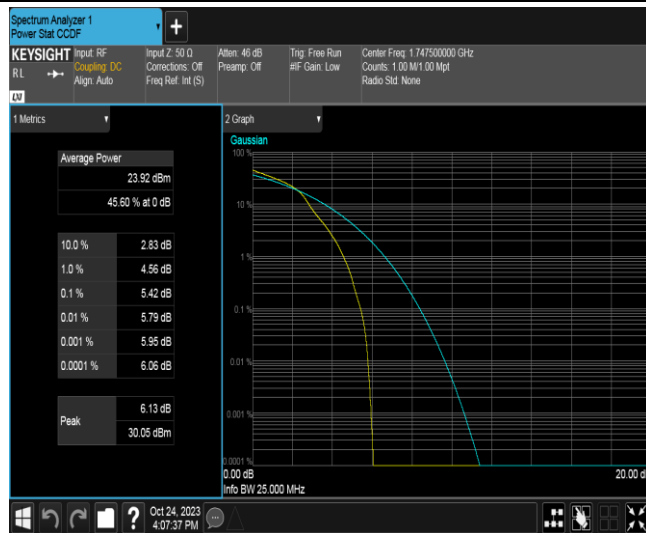 Spectrum Analyzer 1
Power Stat CCDF
KEYSIGHT
RL
Input: RF
Coupling: DC
Align: Auto
Input Z: 50 Ω
Corrections: Off
Freq Ref: Int (S)
Atten: 46 dB
Preamp: Off
Trig: Free Run
#IF Gain: Low
Center Freq: 1.747500000 GHz
Counts: 1.00 M/1.00 Mpt
Radio Std: None
1 Metrics
Average Power
23.92 dBm
45.60 % at 0 dB
10.0 % 2.83 dB
1.0 % 4.56 dB
0.1 % 5.42 dB
0.01 % 5.79 dB
0.001 % 5.95 dB
0.0001 % 6.06 dB
Peak
6.13 dB
30.05 dBm
2 Graph
Gaussian
100 %
10 %
1 %
0.1 %
0.01 %
0.001 %
0.0001 %
0.00 dB 20.00 d
Info BW 25.000 MHz
Oct 24, 2023
4:07:37 PM